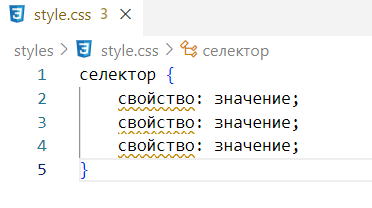 style.css 3 ×
styles > style.css > селектор
1 селектор {
2 свойство: значение;
3 свойство: значение;
4 свойство: значение;
5 }